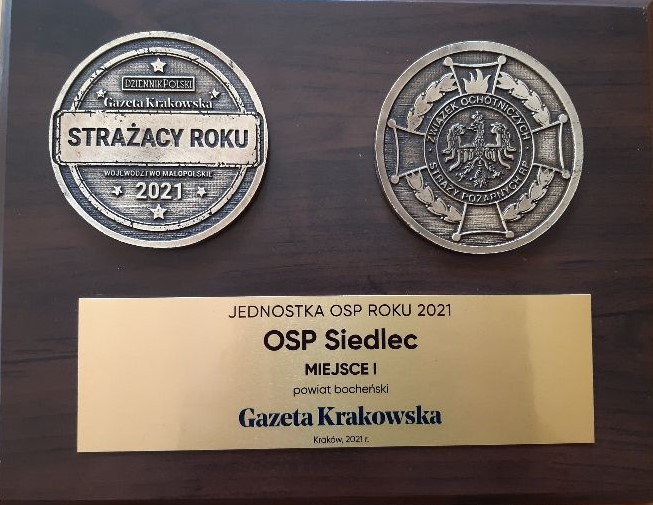 DZIENNIK POLSKI
Gazeta Krakowska
STRAŻACY ROKU
WOJEWÓDZTWO MAŁOPOLSKIE
2021
ZWIĄZEK OCHOTNICZYCH
STRAŻY POŻARNYCH RP
JEDNOSTKA OSP ROKU 2021
OSP Siedlec
MIEJSCE I
powiat bocheński
Gazeta Krakowska
Kraków, 2021 r.